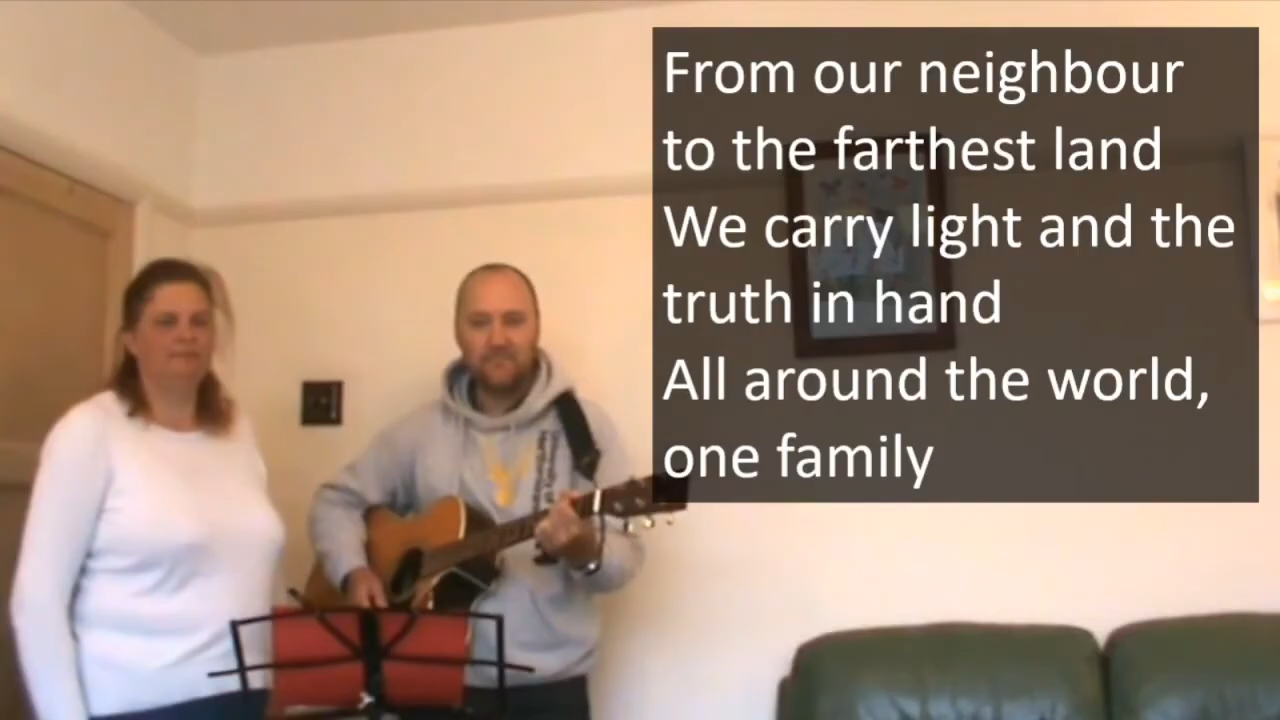 From our neighbour
to the farthest land
We carry light and the
truth in hand
All around the world,
one family